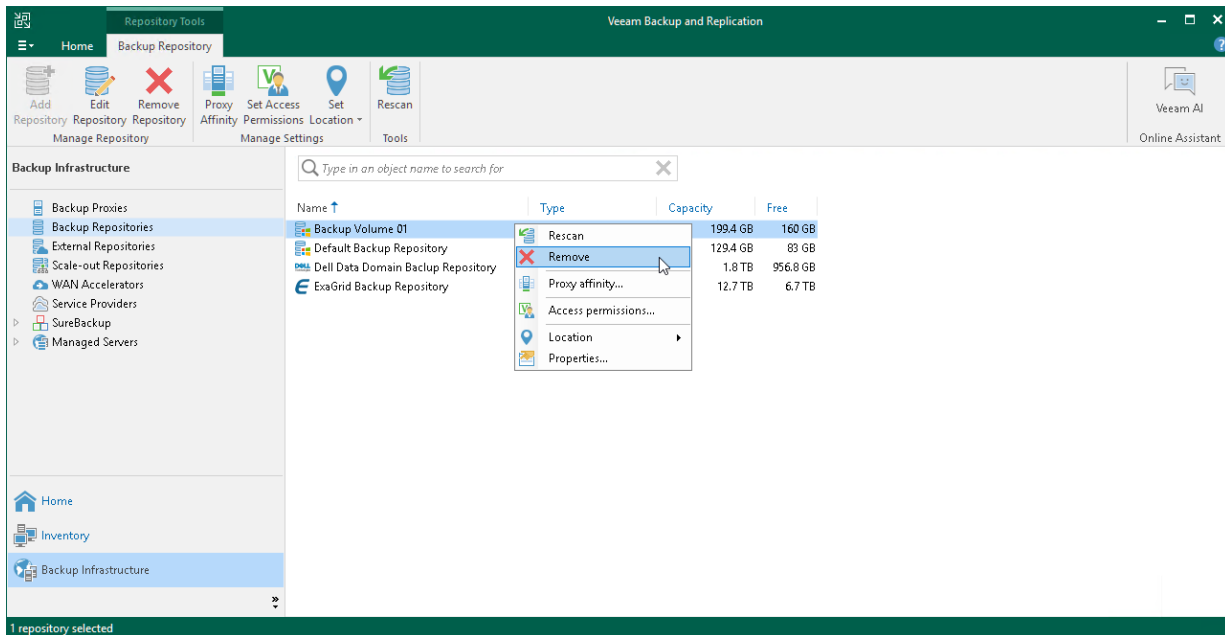 Repository Tools
Veeam Backup and Replication
Home
Backup Repository
Add Repository
Edit Repository
Remove Repository
Proxy Affinity
Set Access Permissions
Set Location
Rescan
Veeam AI
Manage Repository
Manage Settings
Tools
Online Assistant
Backup Infrastructure
Type in an object name to search for
Backup Proxies
Backup Repositories
External Repositories
Scale-out Repositories
WAN Accelerators
Service Providers
SureBackup
Managed Servers
Name Type Capacity Free
Backup Volume 01 199.4 GB 160 GB
Default Backup Repository 129.4 GB 83 GB
Dell Data Domain Baclup Repository 1.8 TB 956.8 GB
ExaGrid Backup Repository 12.7 TB 6.7 TB
Rescan
Remove
Proxy affinity...
Access permissions...
Location
Properties...
Home
Inventory
Backup Infrastructure
1 repository selected